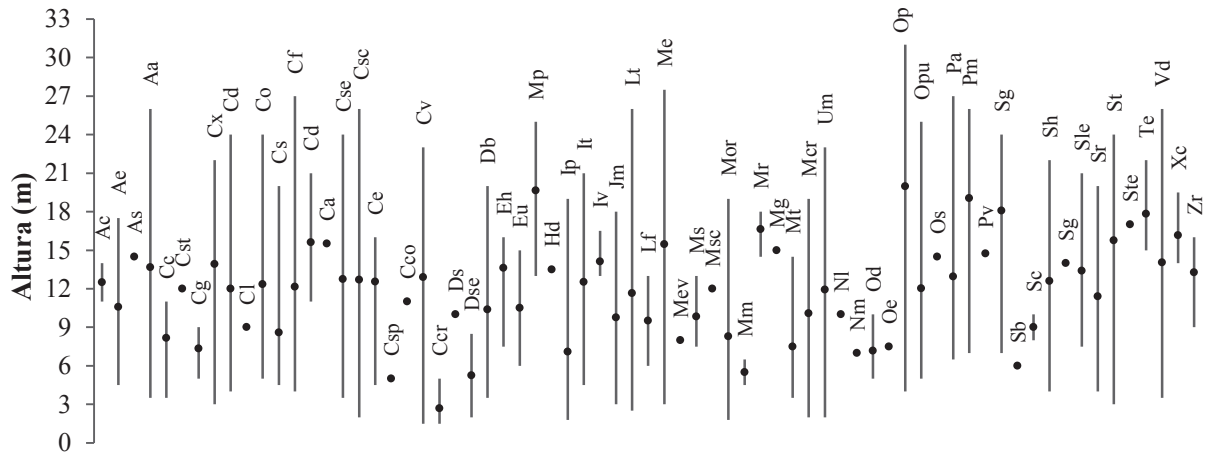 Altura (m)
33
30
27
24
21
18
15
12
9
6
3
0
Ac
Ae
As
Aa
Cc
Cst
Cg
Cx
Cd
Cl
Co
Cs
Cf
Cd
Ca
Cse
Csc
Ce
Csp
Cco
Cv
Ccr
Ds
Dse
Db
Eh
Eu
Mp
Hd
Ip
It
Iv
Jm
Lt
Lf
Me
Mev
Ms
Msc
Mor
Mm
Mr
Mg
Mt
Mcr
Um
Nl
Nm
Od
Oe
Op
Opu
Os
Pa
Pm
Pv
Sg
Sb
Sc
Sh
Sg
Sle
Sr
St
Ste
Te
Vd
Xc
Zr